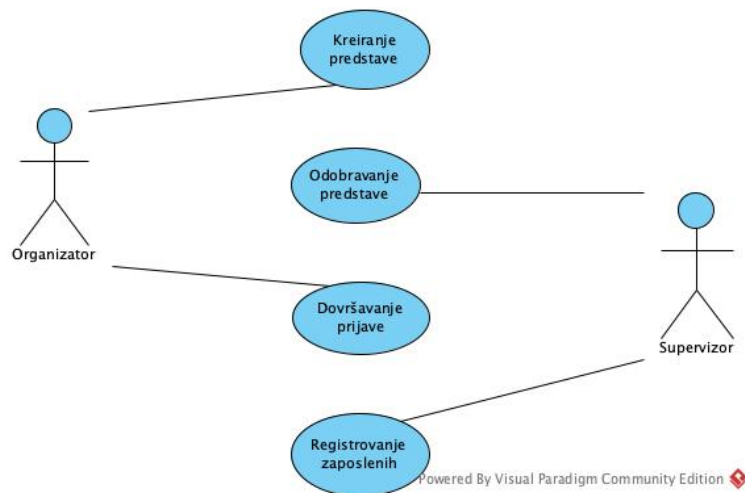 Kreiranje
predstave
Odobravanje
predstave
Organizator
Dovršavanje
prijave
Supervizor
Registrovanje
zaposlenih
Powered By Visual Paradigm Community Edition